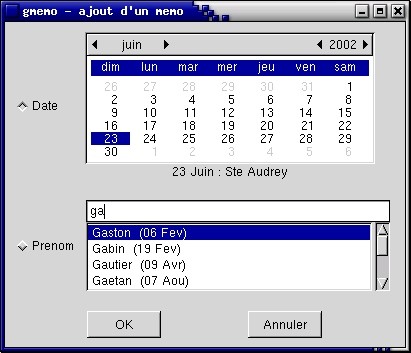 gmemo - ajout d'un memo
juin 2002
dim lun mar mer jeu ven sam
26 27 28 29 30 31 1
2 3 4 5 6 7 8
9 10 11 12 13 14 15
16 17 18 19 20 21 22
23 24 25 26 27 28 29
30 1 2 3 4 5 6
Date
23 Juin : Ste Audrey
ga
Gaston (06 Fev)
Prenom
Gabin (19 Fev)
Gautier (09 Avr)
Gaetan (07 Aou)
OK Annuler